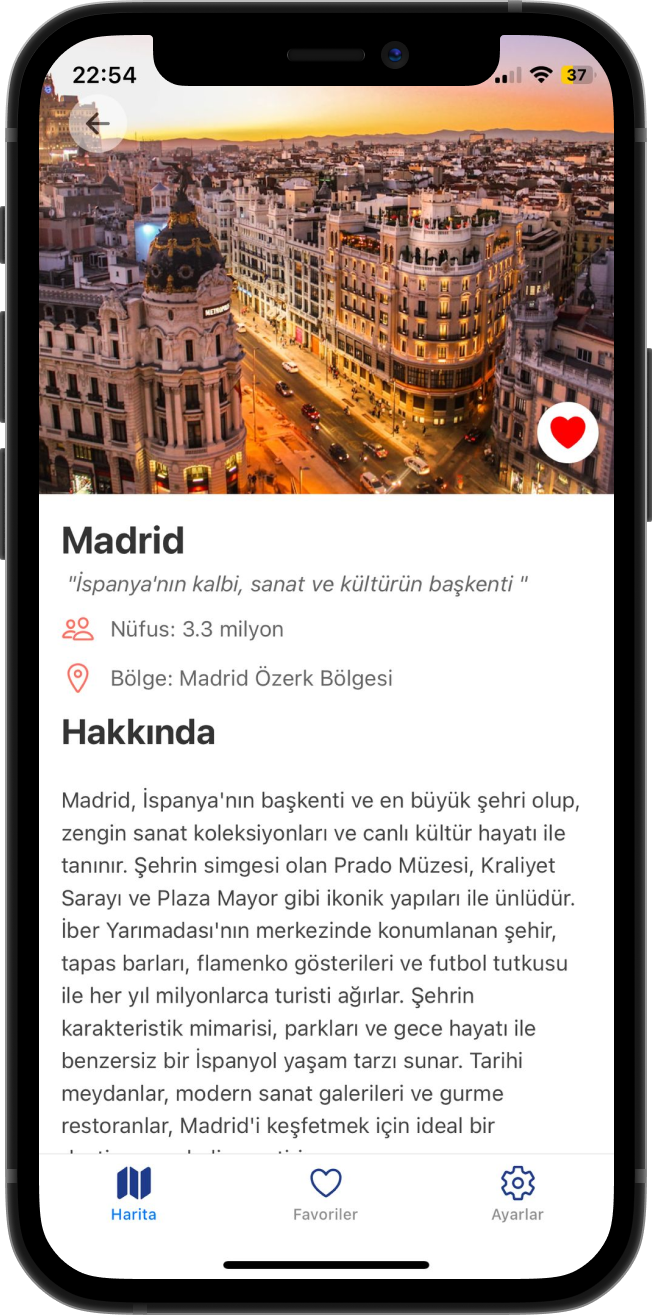 22:54
37
METROPOLIS
Madrid
"İspanya'nın kalbi, sanat ve kültürün başkenti "
Nüfus: 3.3 milyon
Bölge: Madrid Özerk Bölgesi
Hakkında
Madrid, İspanya'nın başkenti ve en büyük şehri olup,
zengin sanat koleksiyonları ve canlı kültür hayatı ile
tanınır. Şehrin simgesi olan Prado Müzesi, Kraliyet
Sarayı ve Plaza Mayor gibi ikonik yapıları ile ünlüdür.
İber Yarımadası'nın merkezinde konumlanan şehir,
tapas barları, flamenko gösterileri ve futbol tutkusu
ile her yıl milyonlarca turisti ağırlar. Şehrin
karakteristik mimarisi, parkları ve gece hayatı ile
benzersiz bir İspanyol yaşam tarzı sunar. Tarihi
meydanlar, modern sanat galerileri ve gurme
restoranlar, Madrid'i keşfetmek için ideal bir
Harita
Favoriler
Ayarlar